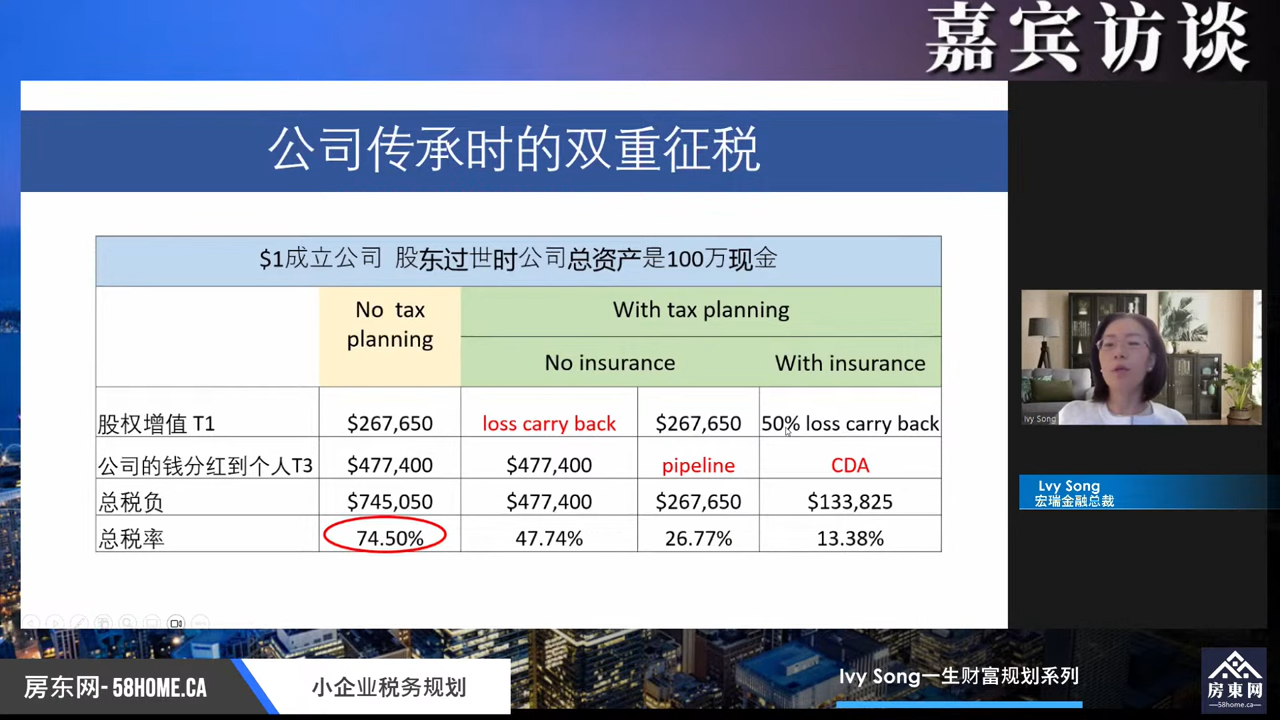 嘉宾访谈
公司传承时的双重征税
$1成立公司 股东过世时公司总资产是100万现金
No tax planning
With tax planning
No insurance
With insurance
股权增值 T1 $267,650 loss carry back $267,650 50% loss carry back
公司的钱分红到个人T3 $477,400 $477,400 pipeline CDA
总税负 $745,050 $477,400 $267,650 $133,825
总税率 74.50% 47.74% 26.77% 13.38%
Ivy Song
Lvy Song
宏瑞金融总裁
房东网- 58HOME.CA
小企业税务规划
Ivy Song一生财富规划系列
房東网
58home.ca